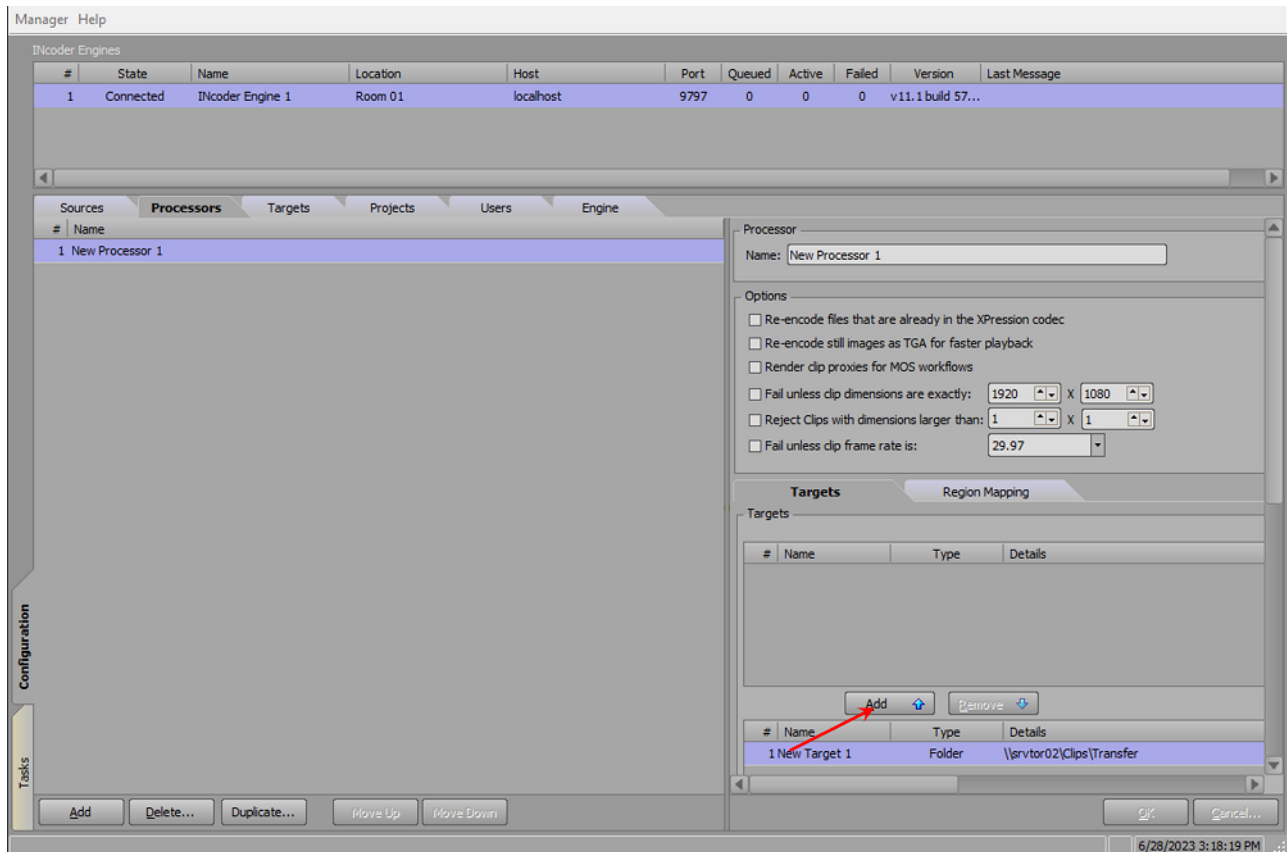 Manager Help
INcoder Engines
# State Name Location Host Port Queued Active Failed Version Last Message
1 Connected INcoder Engine 1 Room 01 localhost 9797 0 0 0 v11.1 build 57...
Sources Processors Targets Projects Users Engine
# Name
1 New Processor 1
Processor
Name: New Processor 1
Options
Re-encode files that are already in the XPression codec
Re-encode still images as TGA for faster playback
Render clip proxies for MOS workflows
Fail unless clip dimensions are exactly: 1920 X 1080
Reject Clips with dimensions larger than: 1 X 1
Fail unless clip frame rate is: 29.97
Targets Region Mapping
Targets
# Name Type Details
Add Remove
# Name Type Details
1 New Target 1 Folder \\srvtor02\Clips\Transfer
Configuration
Tasks
Add Delete... Duplicate... Move Up Move Down OK Cancel...
6/28/2023 3:18:19 PM